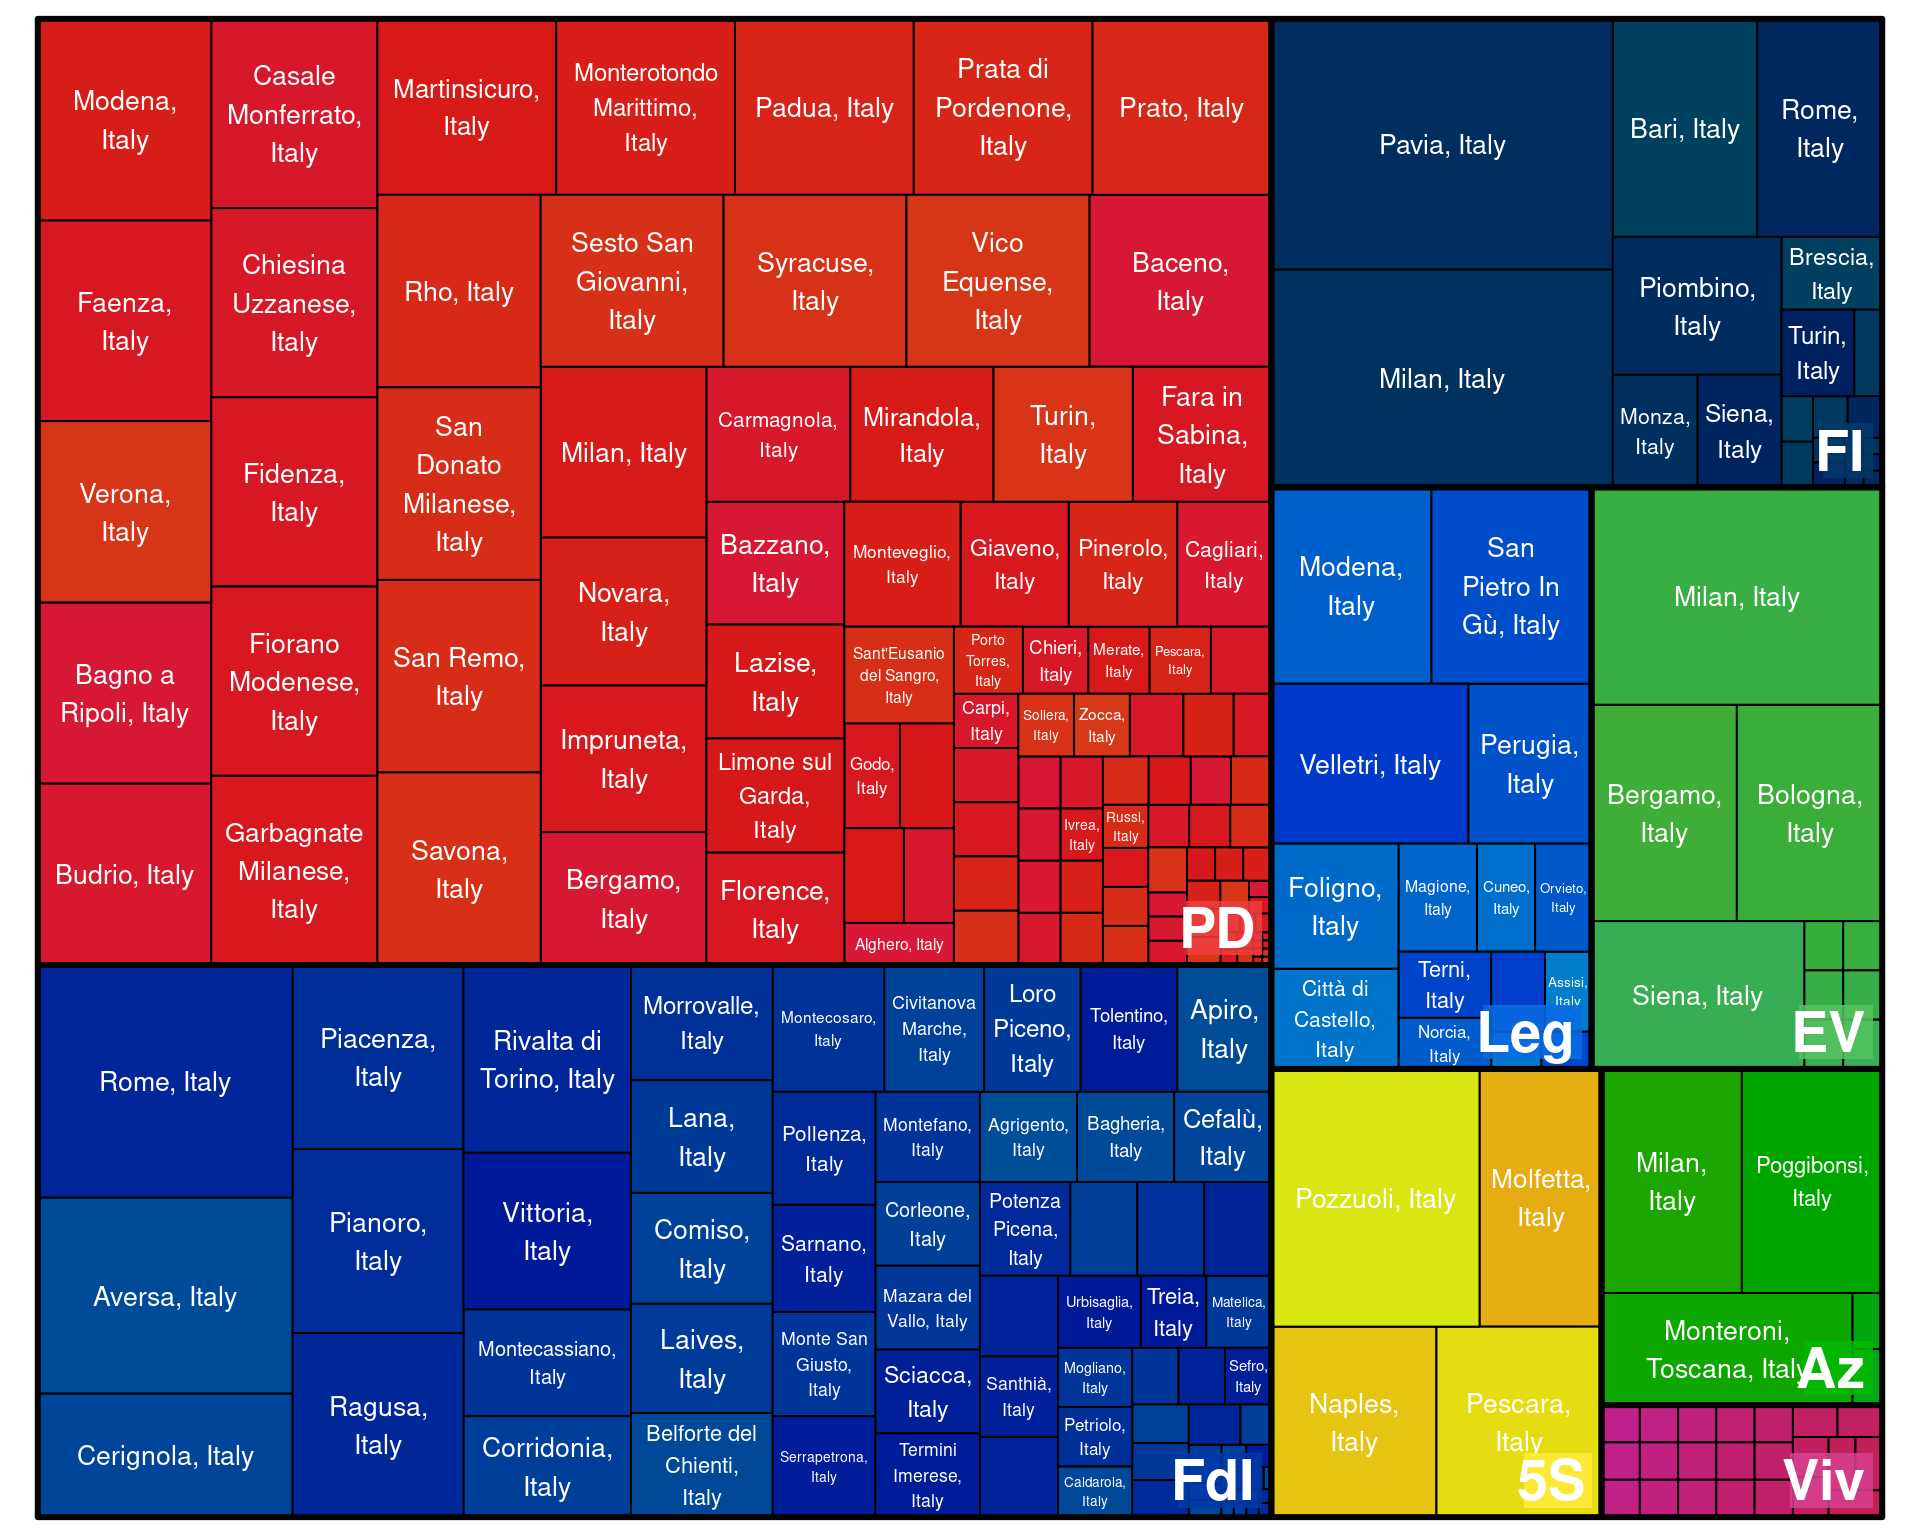 Modena,
Italy
Casale
Monferrato,
Italy
Martinsicuro,
Italy
Monterotondo
Marittimo,
Italy
Padua, Italy
Prata di
Pordenone,
Italy
Prato, Italy
Faenza,
Italy
Chiesina
Uzzanese,
Italy
Rho, Italy
Sesto San
Giovanni,
Italy
Syracuse,
Italy
Vico
Equense,
Italy
Baceno,
Italy
Verona,
Italy
Fidenza,
Italy
San
Donato
Milanese,
Italy
Milan, Italy
Carmagnola,
Italy
Mirandola,
Italy
Turin,
Italy
Fara in
Sabina,
Italy
Bagno a
Ripoli, Italy
Fiorano
Modenese,
Italy
San Remo,
Italy
Novara,
Italy
Bazzano,
Italy
Monteveglio,
Italy
Giaveno,
Italy
Pinerolo,
Italy
Cagliari,
Italy
Impruneta,
Italy
Lazise,
Italy
Sant'Eusanio
del Sangro,
Italy
Porto
Torres,
Italy
Chieri,
Italy
Merate,
Italy
Pescara,
Italy
Carpi,
Italy
Soliera,
Italy
Zocca,
Italy
Budrio, Italy
Garbagnate
Milanese,
Italy
Savona,
Italy
Bergamo,
Italy
Limone sul
Garda,
Italy
Godo,
Italy
Ivrea,
Italy
Russi,
Italy
Florence,
Italy
Alghero, Italy
PD
Pavia, Italy
Bari, Italy
Rome,
Italy
Milan, Italy
Piombino,
Italy
Brescia,
Italy
Turin,
Italy
Monza,
Italy
Siena,
Italy
FI
Modena,
Italy
San
Pietro In
Gù, Italy
Velletri, Italy
Perugia,
Italy
Foligno,
Italy
Magione,
Italy
Cuneo,
Italy
Orvieto,
Italy
Città di
Castello,
Italy
Terni,
Italy
Assisi,
Italy
Norcia,
Italy
Leg
Milan, Italy
Bergamo,
Italy
Bologna,
Italy
Siena, Italy
EV
Rome, Italy
Piacenza,
Italy
Rivalta di
Torino, Italy
Morrovalle,
Italy
Montecosaro,
Italy
Civitanova
Marche,
Italy
Loro
Piceno,
Italy
Tolentino,
Italy
Apiro,
Italy
Lana,
Italy
Pollenza,
Italy
Montefano,
Italy
Agrigento,
Italy
Bagheria,
Italy
Cefalù,
Italy
Aversa, Italy
Pianoro,
Italy
Vittoria,
Italy
Comiso,
Italy
Sarnano,
Italy
Corleone,
Italy
Potenza
Picena,
Italy
Mazara del
Vallo, Italy
Urbisaglia,
Italy
Treia,
Italy
Matelica,
Italy
Cerignola, Italy
Ragusa,
Italy
Montecassiano,
Italy
Laives,
Italy
Monte San
Giusto,
Italy
Sciacca,
Italy
Santhià,
Italy
Mogliano,
Italy
Sefro,
Italy
Corridonia,
Italy
Belforte del
Chienti,
Italy
Serrapetrona,
Italy
Termini
Imerese,
Italy
Petriolo,
Italy
Caldarola,
Italy
FdI
Pozzuoli, Italy
Molfetta,
Italy
Naples,
Italy
Pescara,
Italy
5S
Milan,
Italy
Poggibonsi,
Italy
Monteroni,
Toscana, Italy
Az
Viv